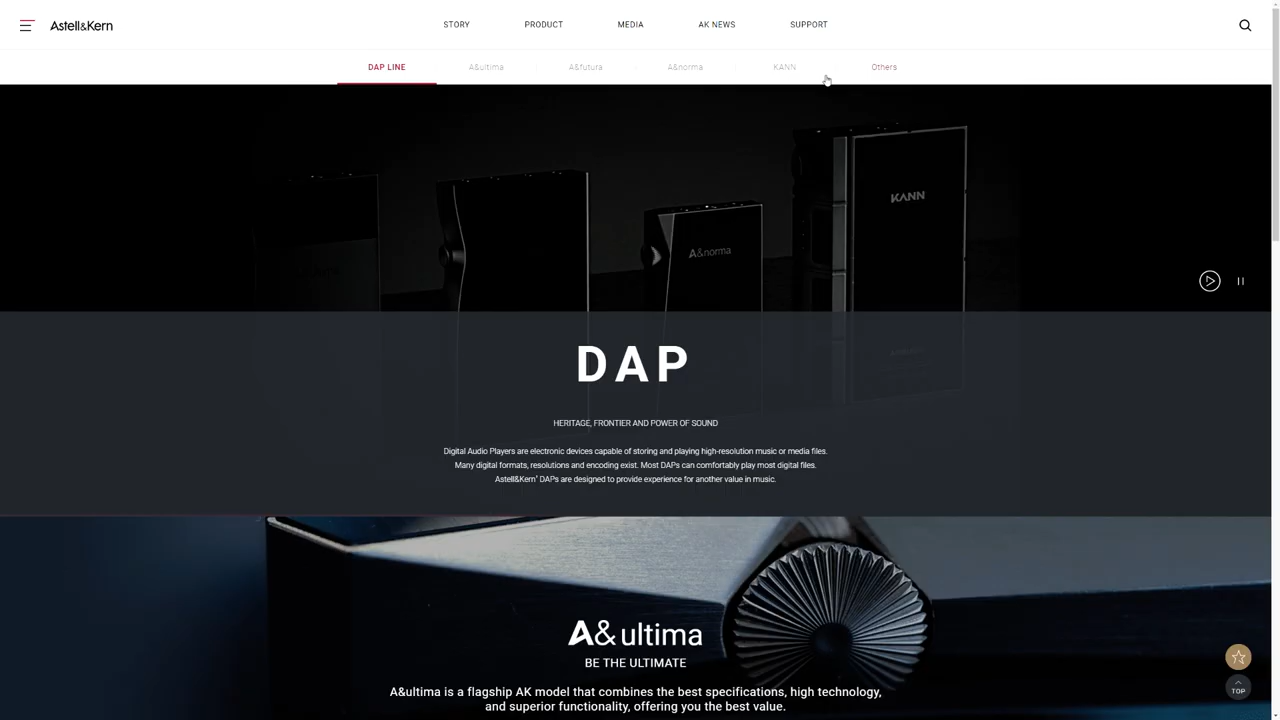 Astell&Kern
STORY
PRODUCT
MEDIA
AK NEWS
SUPPORT
DAP LINE
A&ultima
A&futura
A&norma
KANN
Others
KANN
A&norma
DAP
HERITAGE, FRONTIER AND POWER OF SOUND
Digital Audio Players are electronic devices capable of storing and playing high-resolution music or media files.
Many digital formats, resolutions and encoding exist. Most DAPs can comfortably play most digital files.
Astell&Kern' DAPs are designed to provide experience for another value in music.
A&ultima
BE THE ULTIMATE
A&ultima is a flagship AK model that combines the best specifications, high technology,
and superior functionality, offering you the best value.
TOP